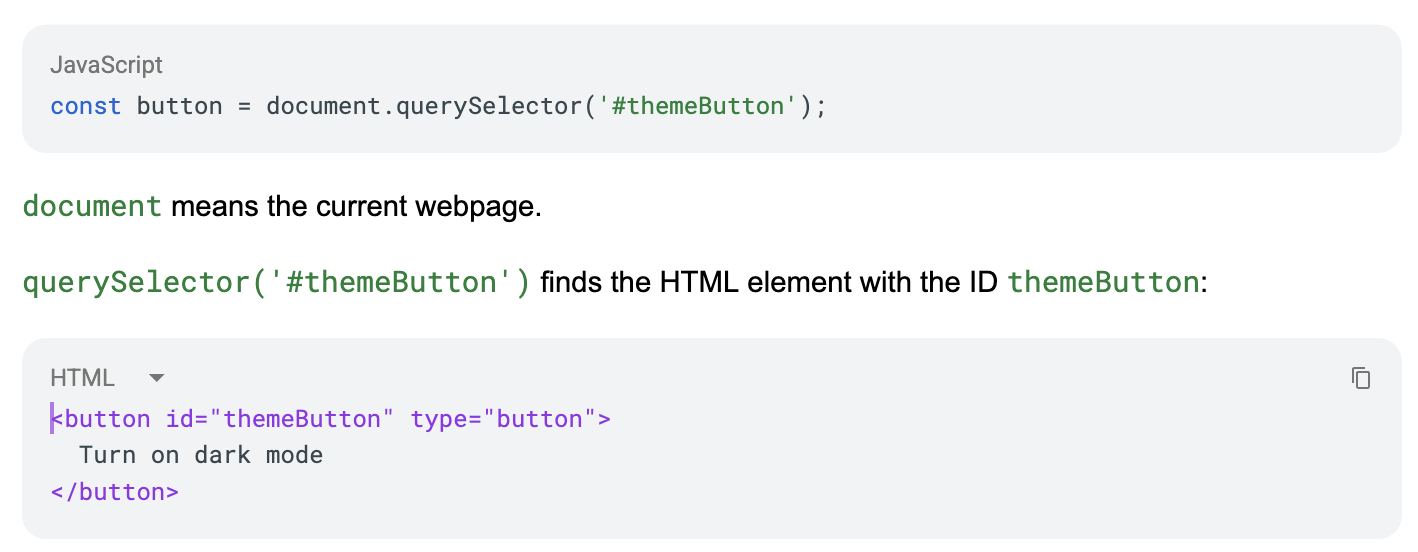 JavaScript
const button = document.querySelector('#themeButton');
document means the current webpage.
querySelector('#themeButton') finds the HTML element with the ID themeButton:
HTML
<button id="themeButton" type="button">
  Turn on dark mode
</button>